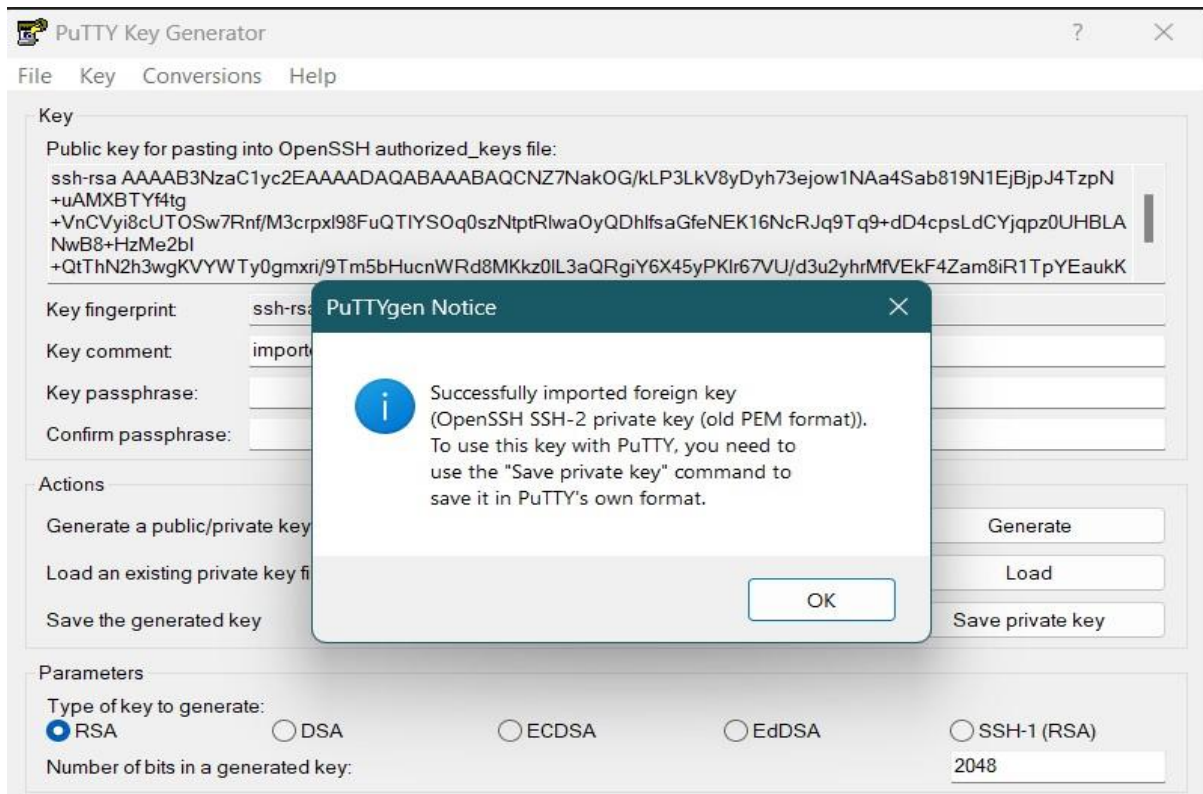 PuTTY Key Generator
?
File Key Conversions Help
Key
Public key for pasting into OpenSSH authorized_keys file:
ssh-rsa AAAAB3NzaC1yc2EAAAADAQABAAABAQCNZ7NakOG/kLP3LkV8yDyh73ejow1NAa4Sab819N1EjBjpJ4TzpN
+uAMXBTYf4tg
+VnCVyi8cUTOSw7Rnf/M3crpxl98FuQTIYSOq0szNtptRlwaOyQDhlfsaGfeNEK16NcRJq9Tq9+dD4cpsLdCYjqpz0UHBLA
NwB8+HzMe2bI
+QtThN2h3wgKVYWTy0gmxri/9Tm5bHucnWRd8MKkz0lL3aQRgiY6X45yPKlr67VU/d3u2yhrMfVEkF4Zam8iR1TpYEaukK
Key fingerprint:
Key comment:
Key passphrase:
Confirm passphrase:
PuTTYgen Notice
Successfully imported foreign key
(OpenSSH SSH-2 private key (old PEM format)).
To use this key with PuTTY, you need to
use the "Save private key" command to
save it in PuTTY's own format.
OK
Actions
Generate a public/private key
Generate
Load an existing private key
Load
Save the generated key
Save private key
Parameters
Type of key to generate:
RSA DSA ECDSA EdDSA SSH-1 (RSA)
Number of bits in a generated key:
2048